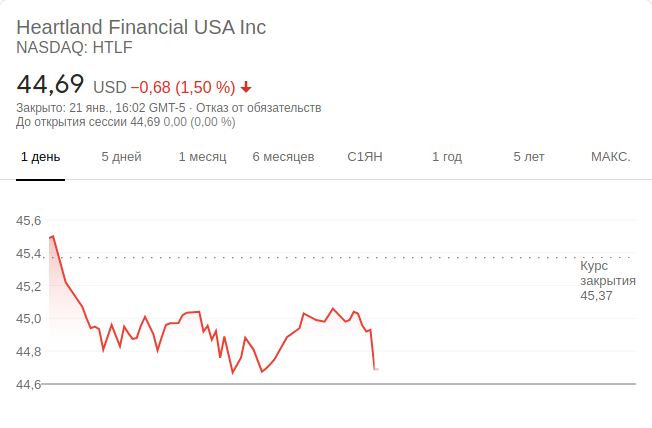 Heartland Financial USA Inc
NASDAQ: HTLF
44,69 USD −0,68 (1,50 %)
Закрыто: 21 янв., 16:02 GMT-5 · Отказ от обязательств
До открытия сессии 44,69 0,00 (0,00 %)
1 день 5 дней 1 месяц 6 месяцев С1ЯН 1 год 5 лет МАКС.
45,6
45,4
Курс
закрытия
45,37
45,2
45,0
44,8
44,6